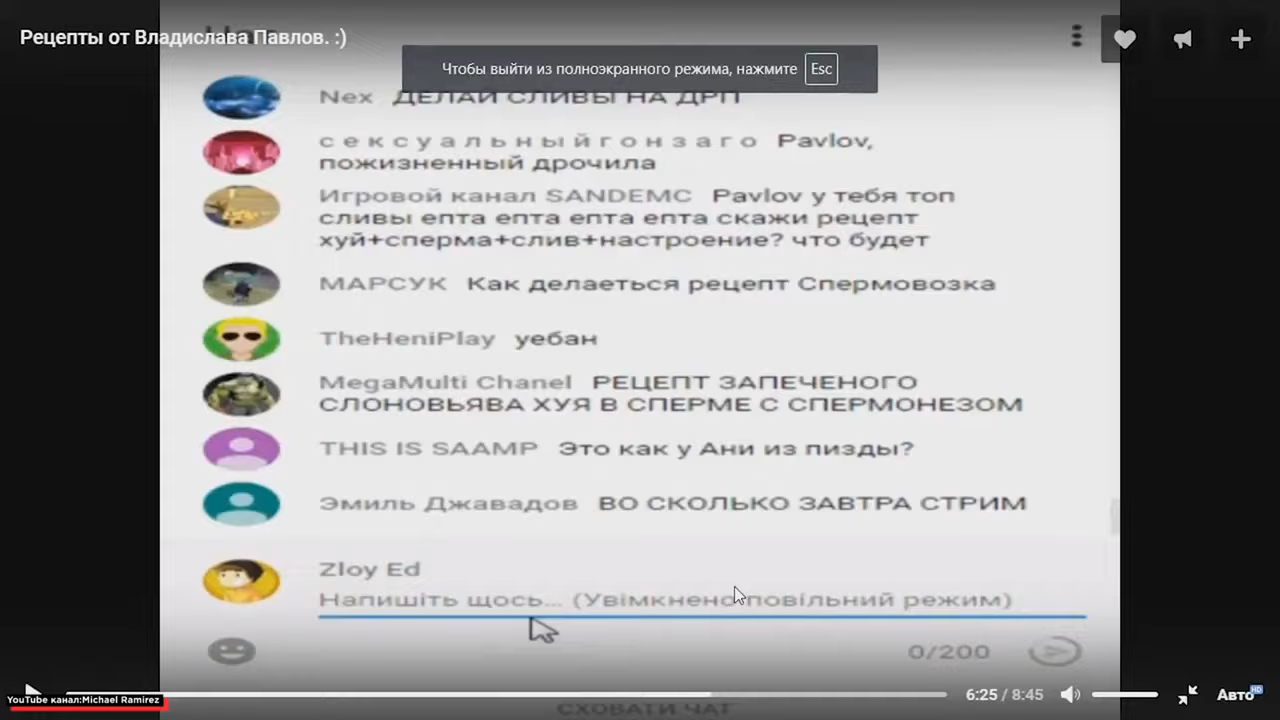 Рецепты от Владислава Павлов. :)
Чтобы выйти из полноэкранного режима, нажмите Esc
Nex ДЕЛАЙ СЛИВЫ НА ДРП
с е к с у а л ь н ы й г о н з а г о Pavlov,
пожизненный дрочила
Игровой канал SANDEMC Pavlov у тебя топ
сливы епта епта епта епта скажи рецепт
хуй+сперма+слив+настроение? что будет
МАРСУК Как делаеться рецепт Спермовозка
TheHeniPlay уебан
MegaMulti Chanel РЕЦЕПТ ЗАПЕЧЕНОГО
СЛОНОВЬЯВА ХУЯ В СПЕРМЕ С СПЕРМОНЕЗОМ
THIS IS SAAMP Это как у Ани из пизды?
Эмиль Джавадов ВО СКОЛЬКО ЗАВТРА СТРИМ
Zloy Ed
Напишіть щось... (Увімкнено повільний режим)
0/200
YouTube канал:Michael Ramirez
6:25 / 8:45
Авто HD
СХОВАТИ ЧАТ